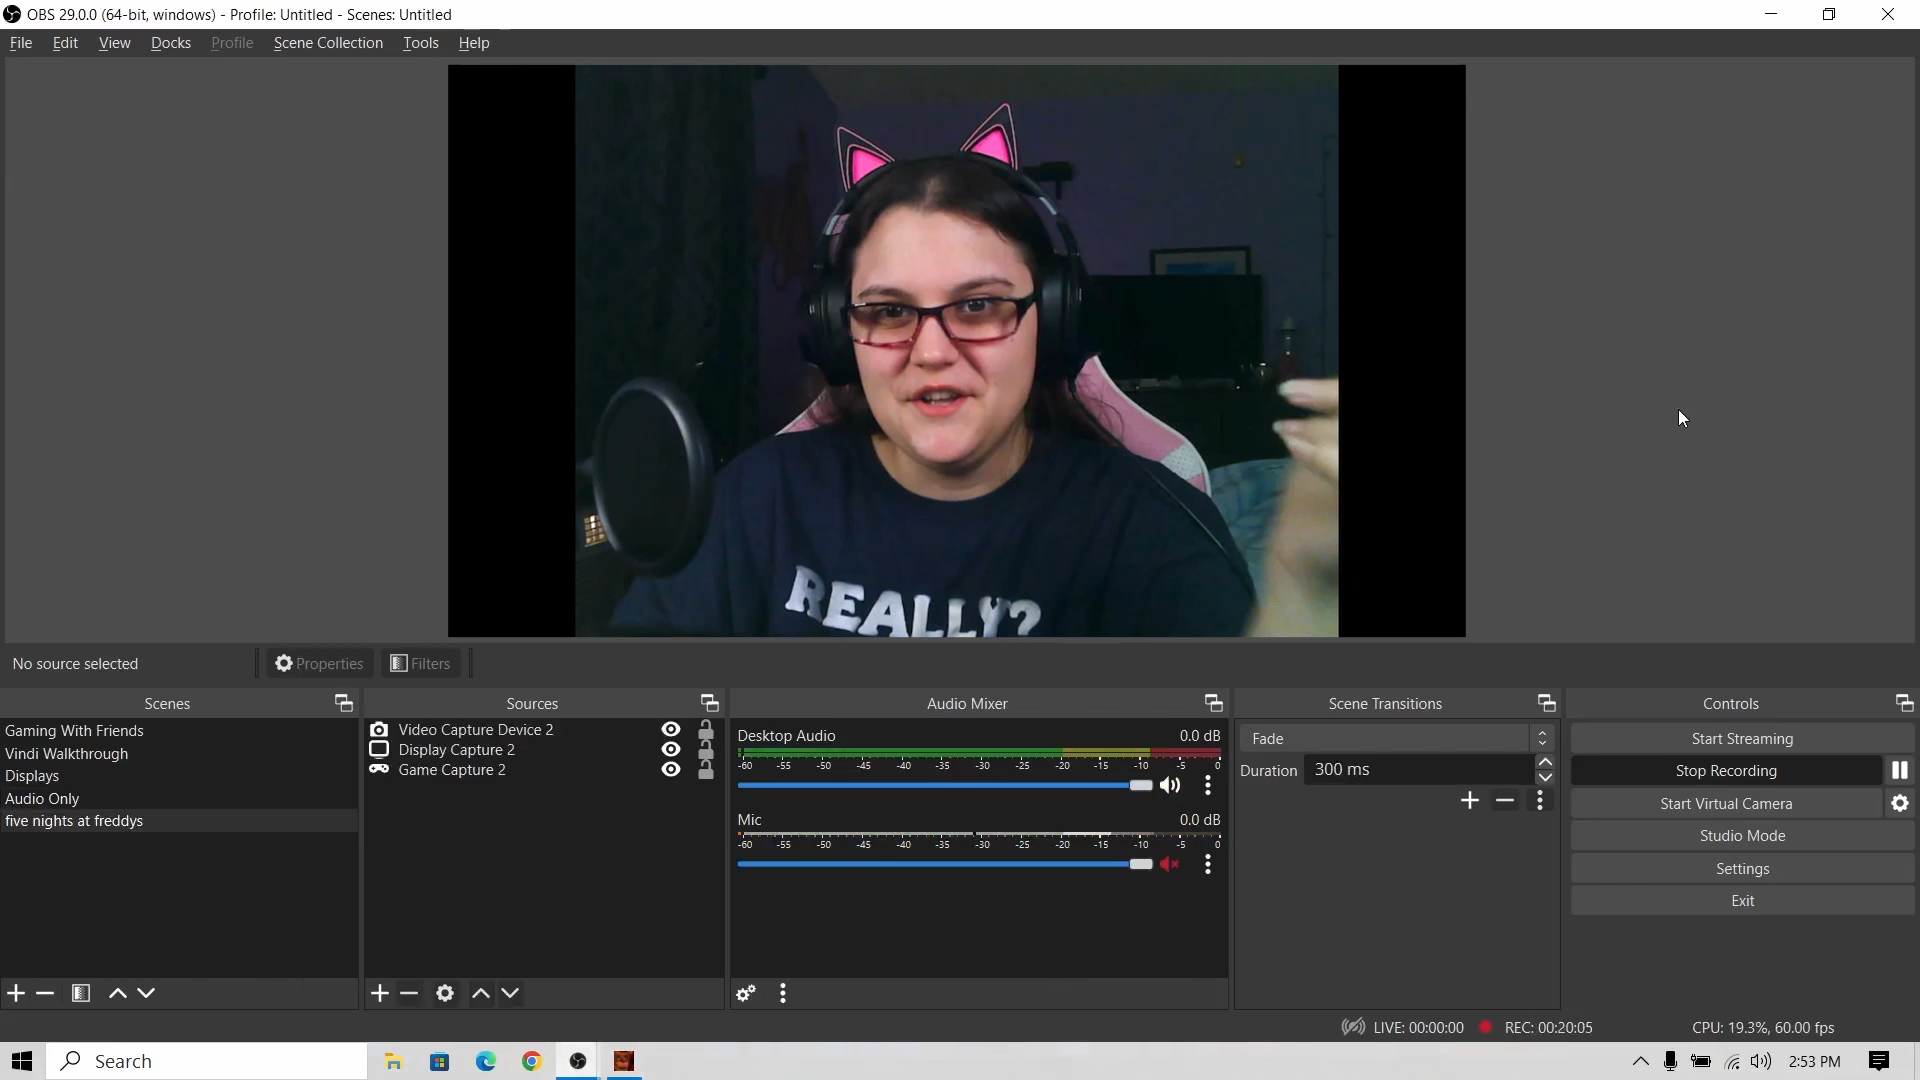 OBS 29.0.0 (64-bit, windows) - Profile: Untitled - Scenes: Untitled
File Edit View Docks Profile Scene Collection Tools Help
REALLY?
No source selected
Properties
Filters
Scenes
Gaming With Friends
Vindi Walkthrough
Displays
Audio Only
five nights at freddys
Sources
Video Capture Device 2
Display Capture 2
Game Capture 2
Audio Mixer
Desktop Audio 0.0 dB
-60 -55 -50 -45 -40 -35 -30 -25 -20 -15 -10 -5 0
Mic 0.0 dB
-60 -55 -50 -45 -40 -35 -30 -25 -20 -15 -10 -5 0
Scene Transitions
Fade
Duration 300 ms
Controls
Start Streaming
Stop Recording
Start Virtual Camera
Studio Mode
Settings
Exit
LIVE: 00:00:00 REC: 00:20:05 CPU: 19.3%, 60.00 fps
Search
2:53 PM